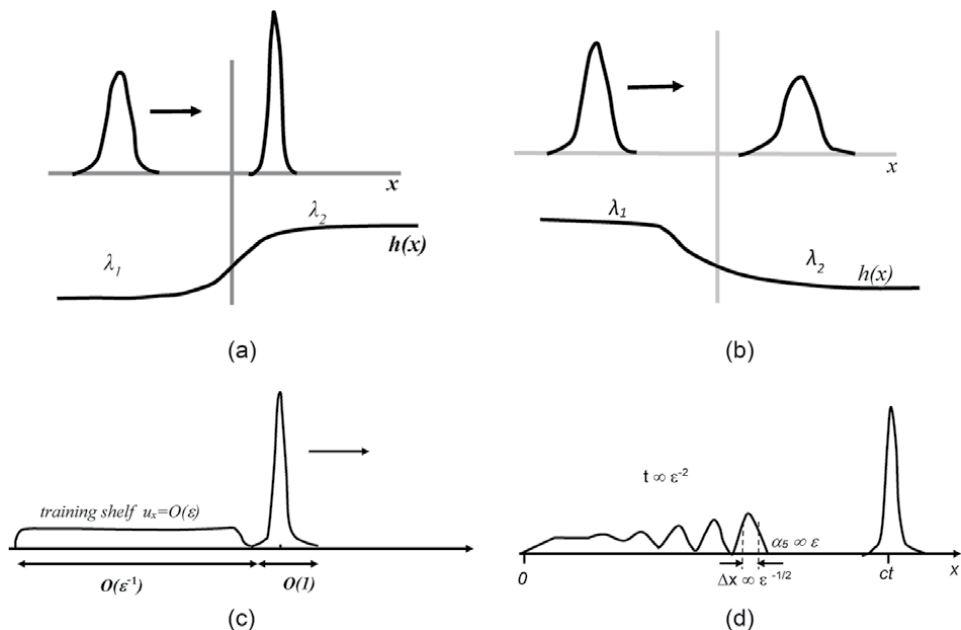 (a)
x
λ1
λ2
h(x)
(a)
(b)
x
λ1
λ2
h(x)
(b)
training shelf ux=O(ε)
O(ε-1)
O(1)
(c)
t ∞ ε-2
α5 ∞ ε
0
Δx ∞ ε -1/2
ct
x
(d)